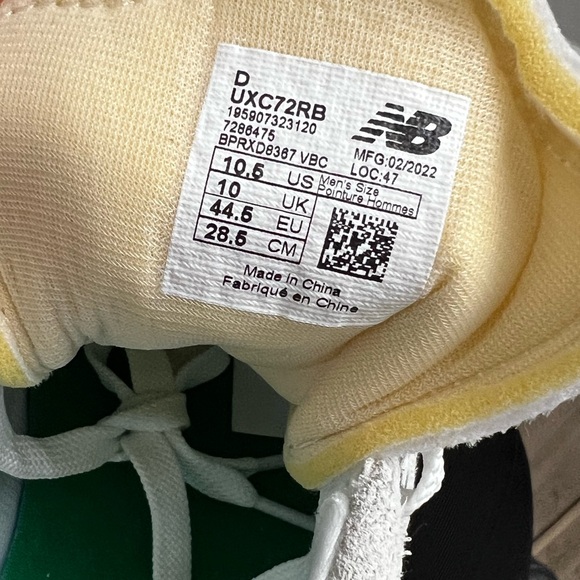 D
UXC72RB
195907323120
7286475
BPRXD8367 VBC
NB
MFG:02/2022
LOC:47
10.5 US Men's Size
Pointure Hommes
10 UK
44.5 EU
28.5 CM
Made in China
Fabriqué en Chine